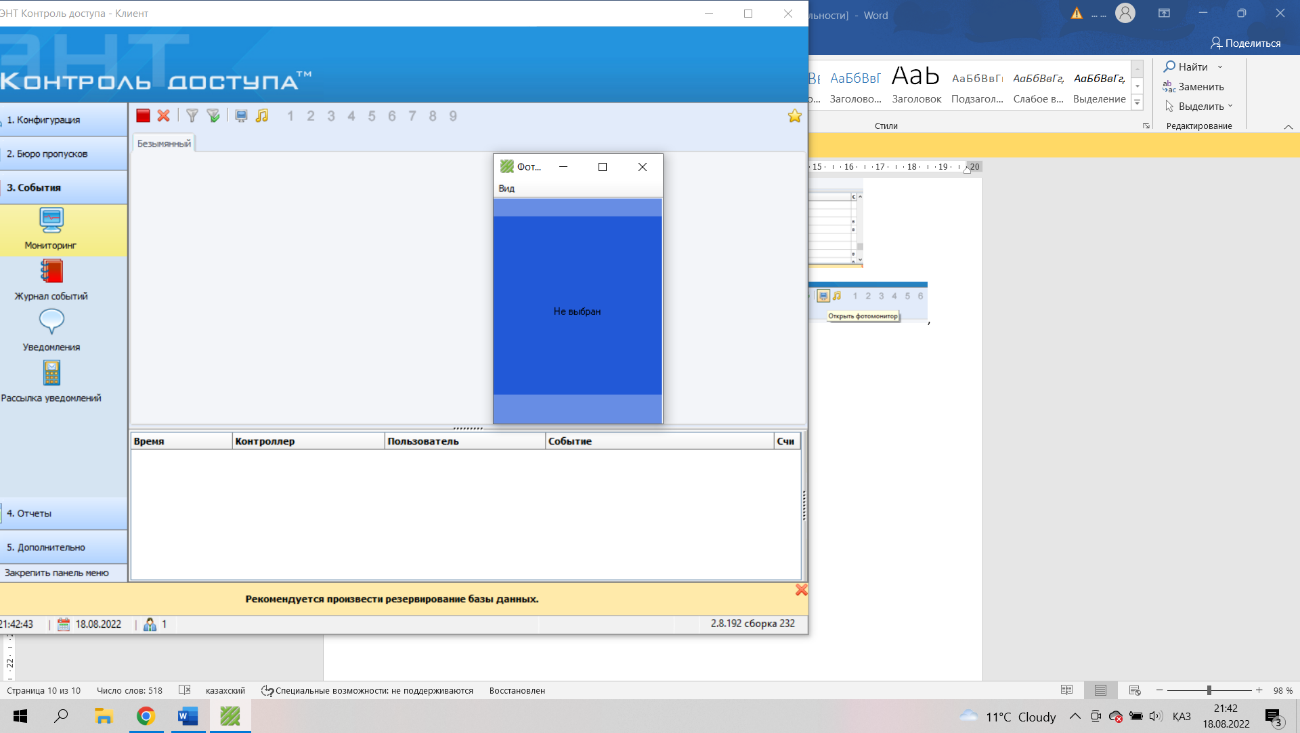 ЭНТ Контроль доступа - Клиент
льности] - Word
Поделиться
ЭНТ
Контроль доступа™
АаБбВвГ
АаБбВвГг
АаБбВвГг,
АаБбВвГг,
Заголово...
Заголовок
Подзагол...
Слабое в...
Выделение
Стили
Найти
Заменить
Выделить
Редактирование
1. Конфигурация
2. Бюро пропусков
3. События
Мониторинг
Журнал событий
Уведомления
Рассылка уведомлений
4. Отчеты
5. Дополнительно
Закрепить панель меню
1 2 3 4 5 6 7 8 9
Безымянный
Фот...
Вид
Не выбран
15 16 17 18 19 20
1 2 3 4 5 6
Открыть фотомонитор
,
Время Контроллер Пользователь Событие Счи
Рекомендуется произвести резервирование базы данных.
21:42:43 18.08.2022 1 2.8.192 сборка 232
22
Страница 10 из 10 Число слов: 518 казахский Специальные возможности: не поддерживаются Восстановлен 98 %
11°C Cloudy ҚАЗ 21:42
18.08.2022
3